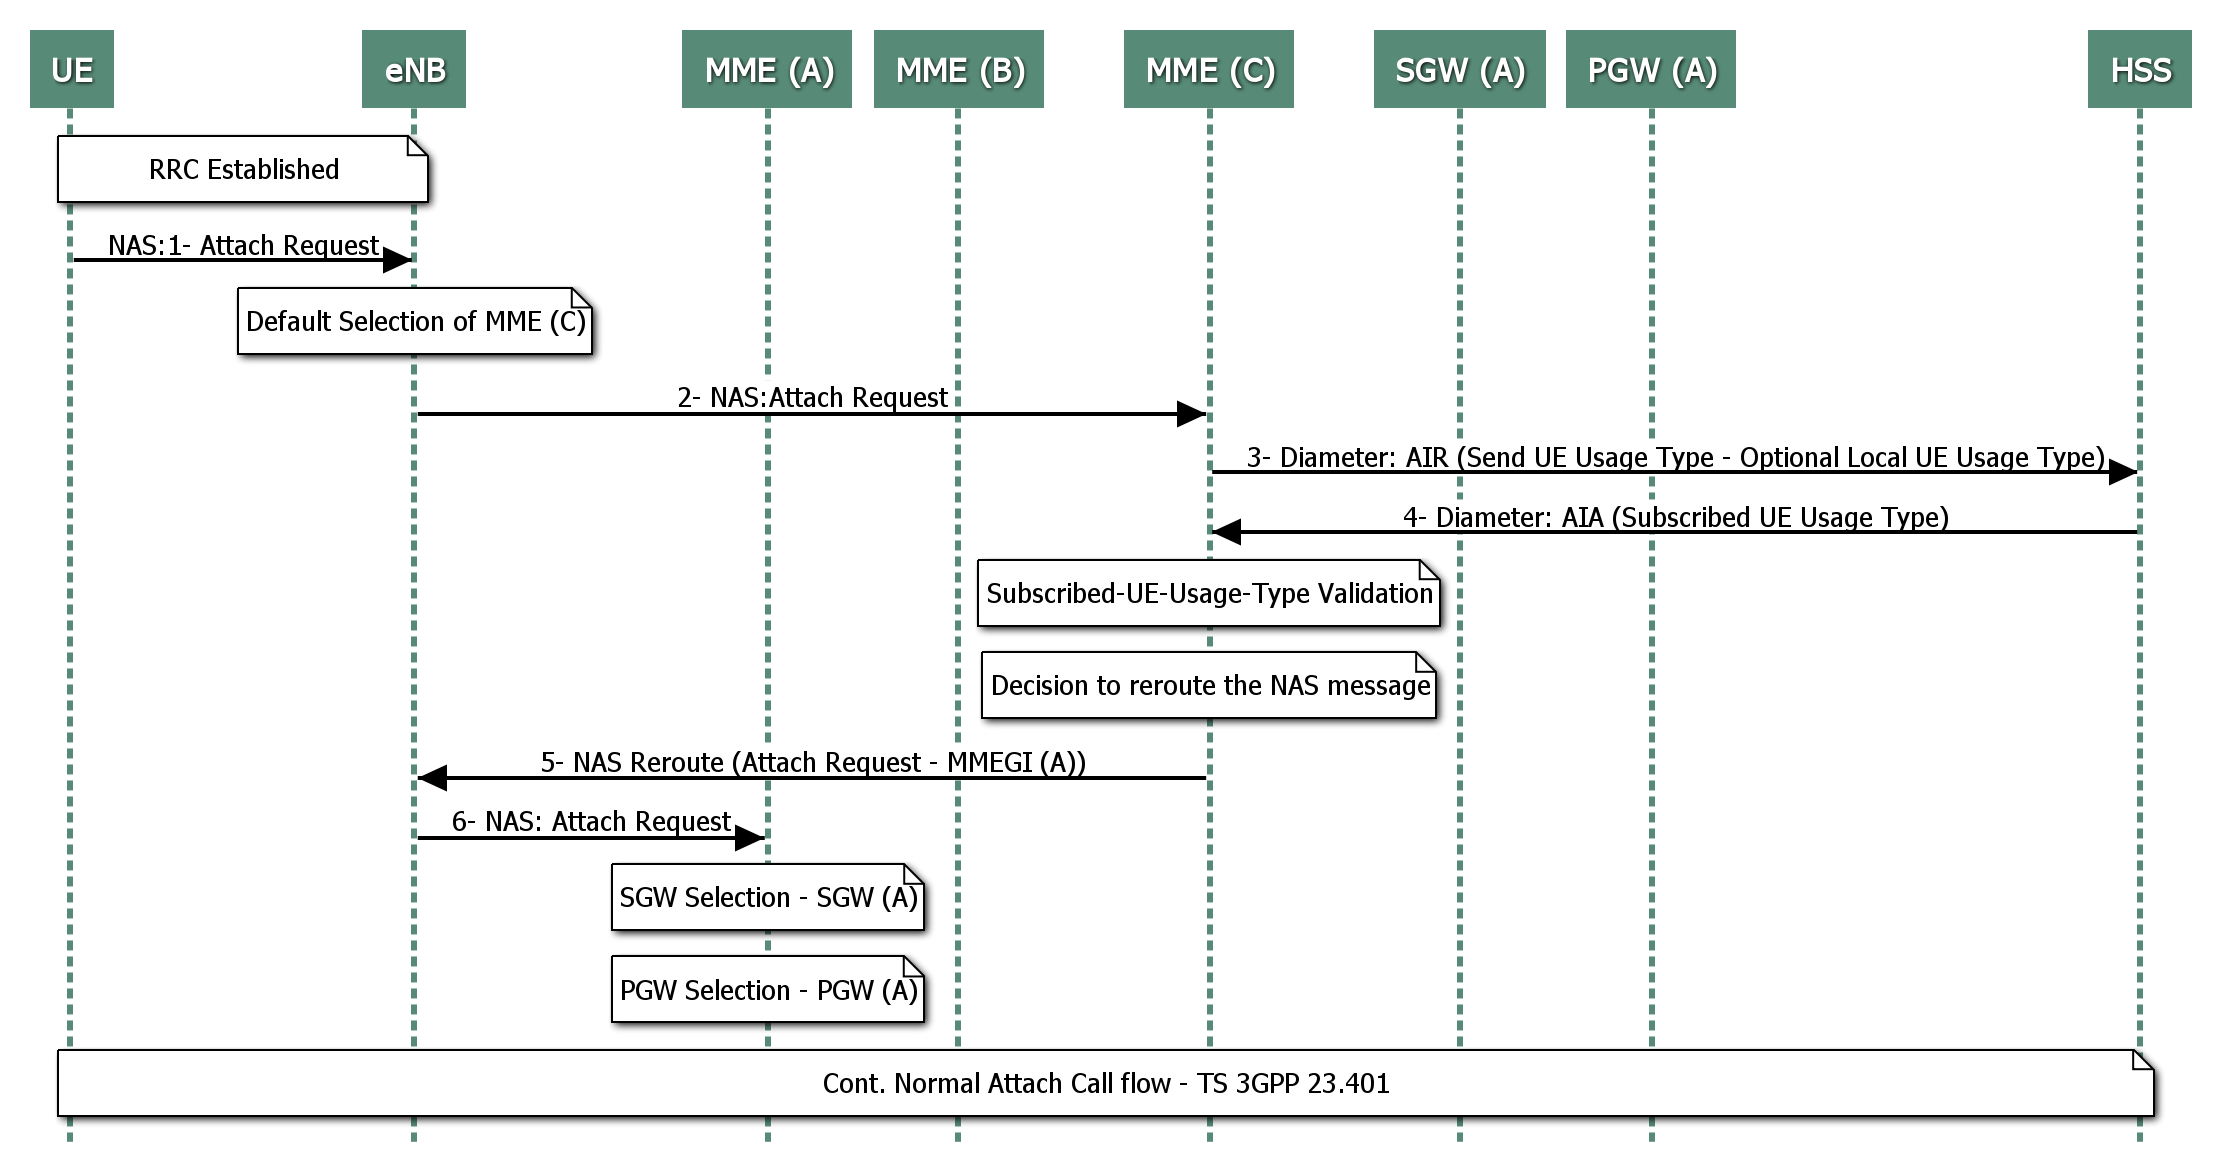 UE
eNB
MME (A)
MME (B)
MME (C)
SGW (A)
PGW (A)
HSS
RRC Established
NAS:1- Attach Request
Default Selection of MME (C)
2- NAS:Attach Request
3- Diameter: AIR (Send UE Usage Type - Optional Local UE Usage Type)
4- Diameter: AIA (Subscribed UE Usage Type)
Subscribed-UE-Usage-Type Validation
Decision to reroute the NAS message
5- NAS Reroute (Attach Request - MMEGI (A))
6- NAS: Attach Request
SGW Selection - SGW (A)
PGW Selection - PGW (A)
Cont. Normal Attach Call flow - TS 3GPP 23.401